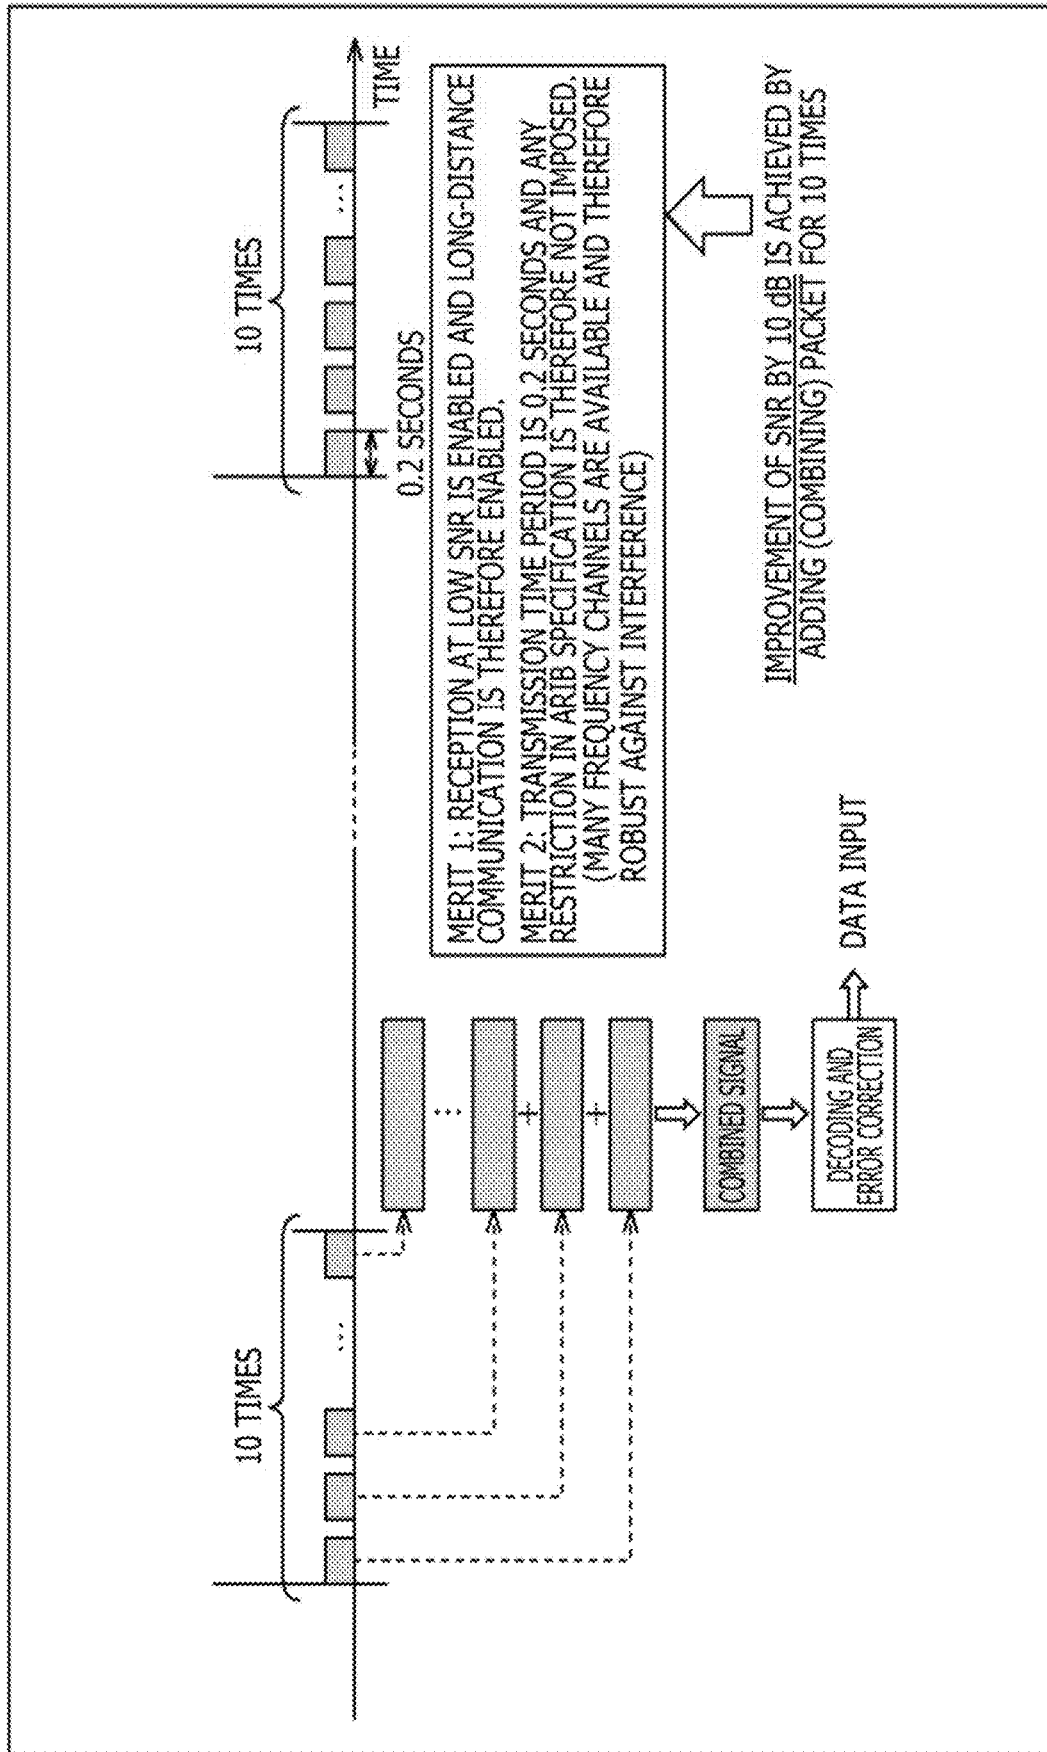 10 TIMES
10 TIMES
TIME
0.2 SECONDS
MERIT 1: RECEPTION AT LOW SNR IS ENABLED AND LONG-DISTANCE
COMMUNICATION IS THEREFORE ENABLED.
MERIT 2: TRANSMISSION TIME PERIOD IS 0.2 SECONDS AND ANY
RESTRICTION IN ARIB SPECIFICATION IS THEREFORE NOT IMPOSED.
(MANY FREQUENCY CHANNELS ARE AVAILABLE AND THEREFORE
ROBUST AGAINST INTERFERENCE)
...
...
...
+
+
COMBINED SIGNAL
DECODING AND
ERROR CORRECTION
DATA INPUT
IMPROVEMENT OF SNR BY 10 dB IS ACHIEVED BY
ADDING (COMBINING) PACKET FOR 10 TIMES